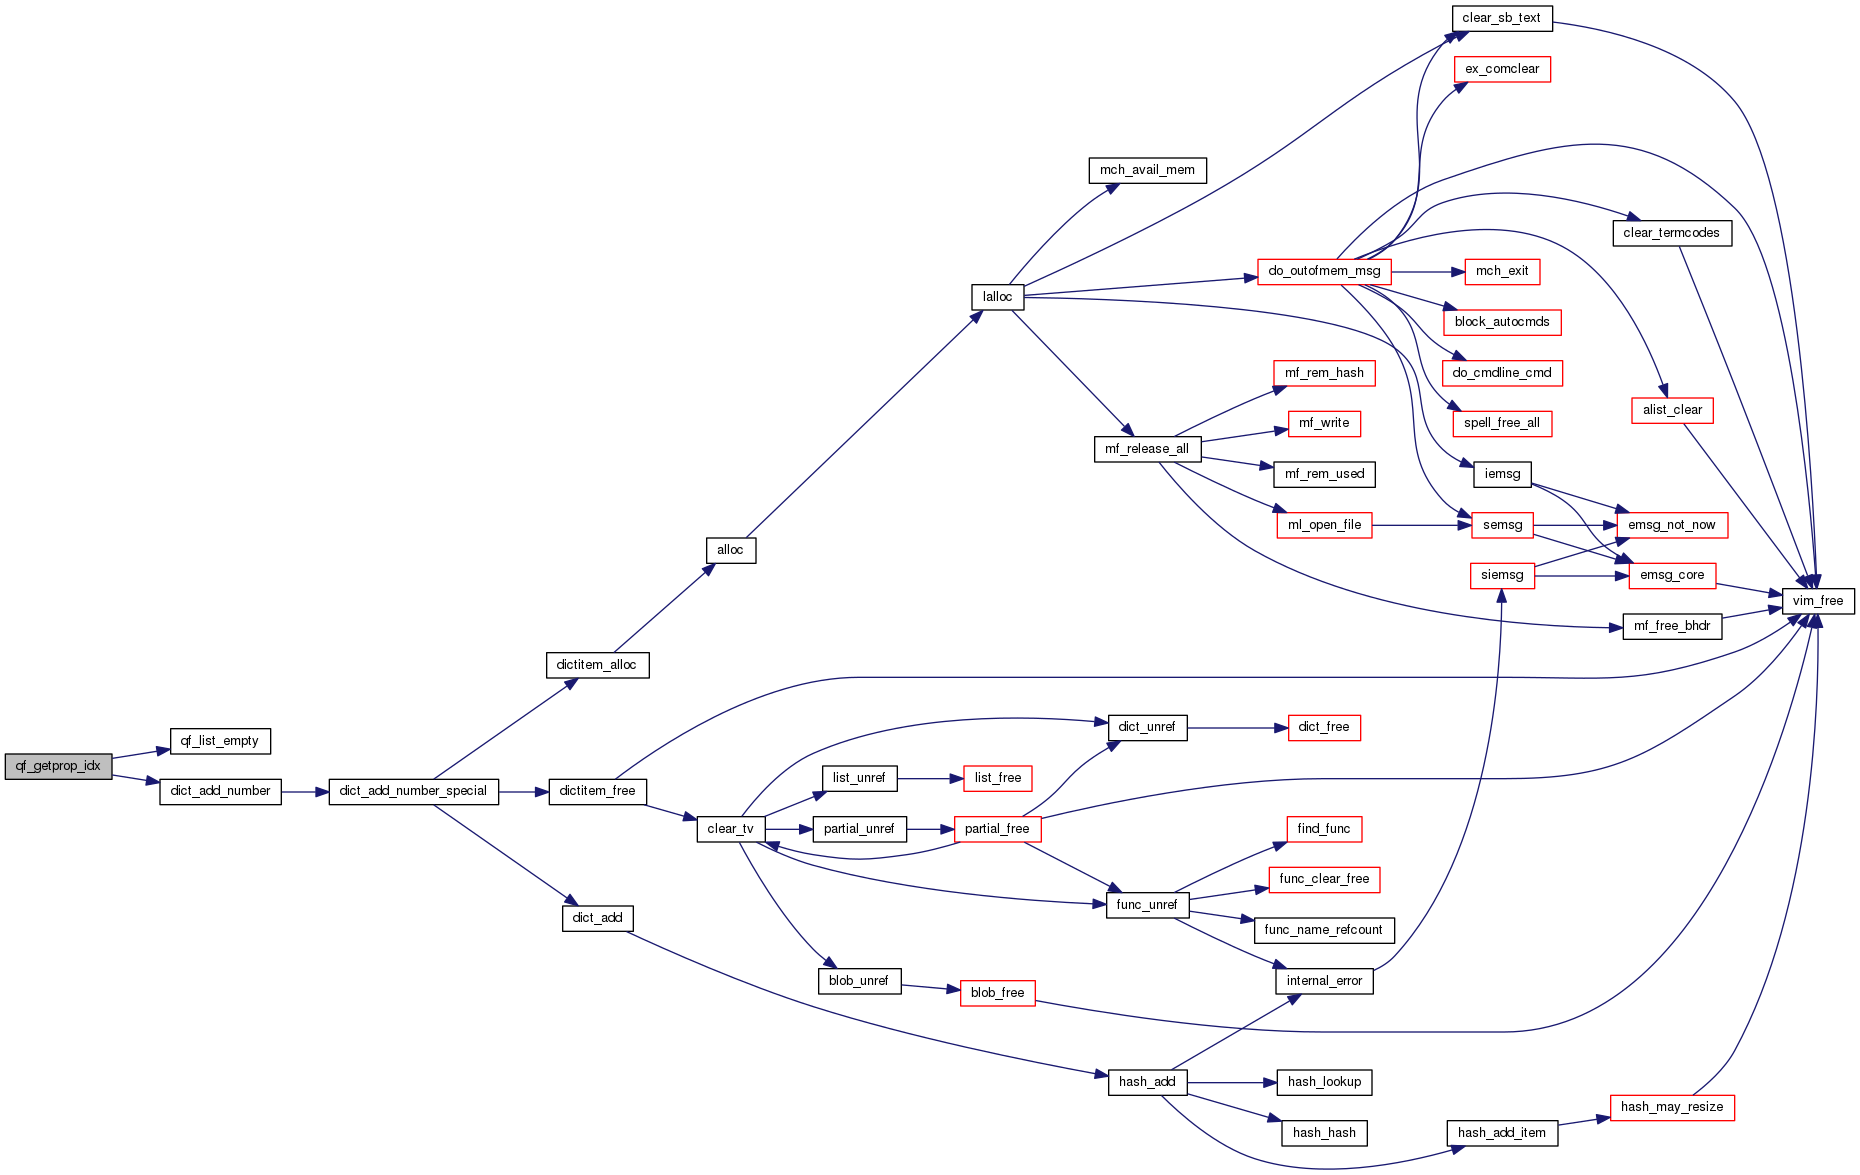 clear_sb_text
ex_comclear
mch_avail_mem
clear_termcodes
do_outofmem_msg
mch_exit
lalloc
block_autocmds
mf_rem_hash
do_cmdline_cmd
alist_clear
mf_write
spell_free_all
mf_release_all
mf_rem_used
iemsg
ml_open_file
semsg
emsg_not_now
alloc
siemsg
emsg_core
vim_free
mf_free_bhdr
dictitem_alloc
dict_unref
dict_free
qf_list_empty
qf_getprop_idx
list_unref
list_free
dict_add_number
dict_add_number_special
dictitem_free
clear_tv
partial_unref
partial_free
find_func
func_clear_free
func_unref
dict_add
func_name_refcount
blob_unref
internal_error
blob_free
hash_add
hash_lookup
hash_may_resize
hash_hash
hash_add_item